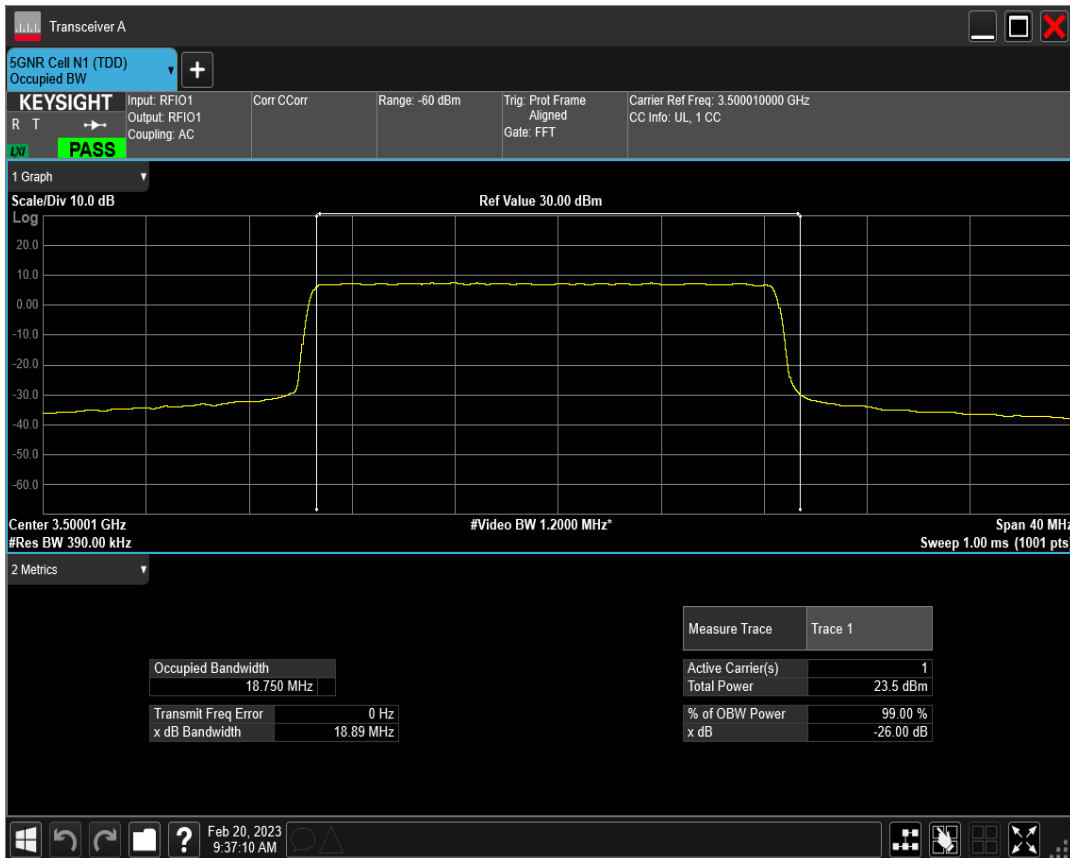 Transceiver A
5GNR Cell N1 (TDD)
Occupied BW
KEYSIGHT
R T
LXI
PASS
Input: RFIO1
Output: RFIO1
Coupling: AC
Corr CCorr
Range: -60 dBm
Trig: Prot Frame
Aligned
Gate: FFT
Carrier Ref Freq: 3.500010000 GHz
CC Info: UL, 1 CC
1 Graph
Scale/Div 10.0 dB
Ref Value 30.00 dBm
Log
20.0
10.0
0.00
-10.0
-20.0
-30.0
-40.0
-50.0
-60.0
Center 3.50001 GHz
#Video BW 1.2000 MHz*
Span 40 MHz
#Res BW 390.00 kHz
Sweep 1.00 ms (1001 pts)
2 Metrics
Measure Trace Trace 1
Occupied Bandwidth
18.750 MHz
Active Carrier(s) 1
Total Power 23.5 dBm
Transmit Freq Error 0 Hz
x dB Bandwidth 18.89 MHz
% of OBW Power 99.00 %
x dB -26.00 dB
?
Feb 20, 2023
9:37:10 AM